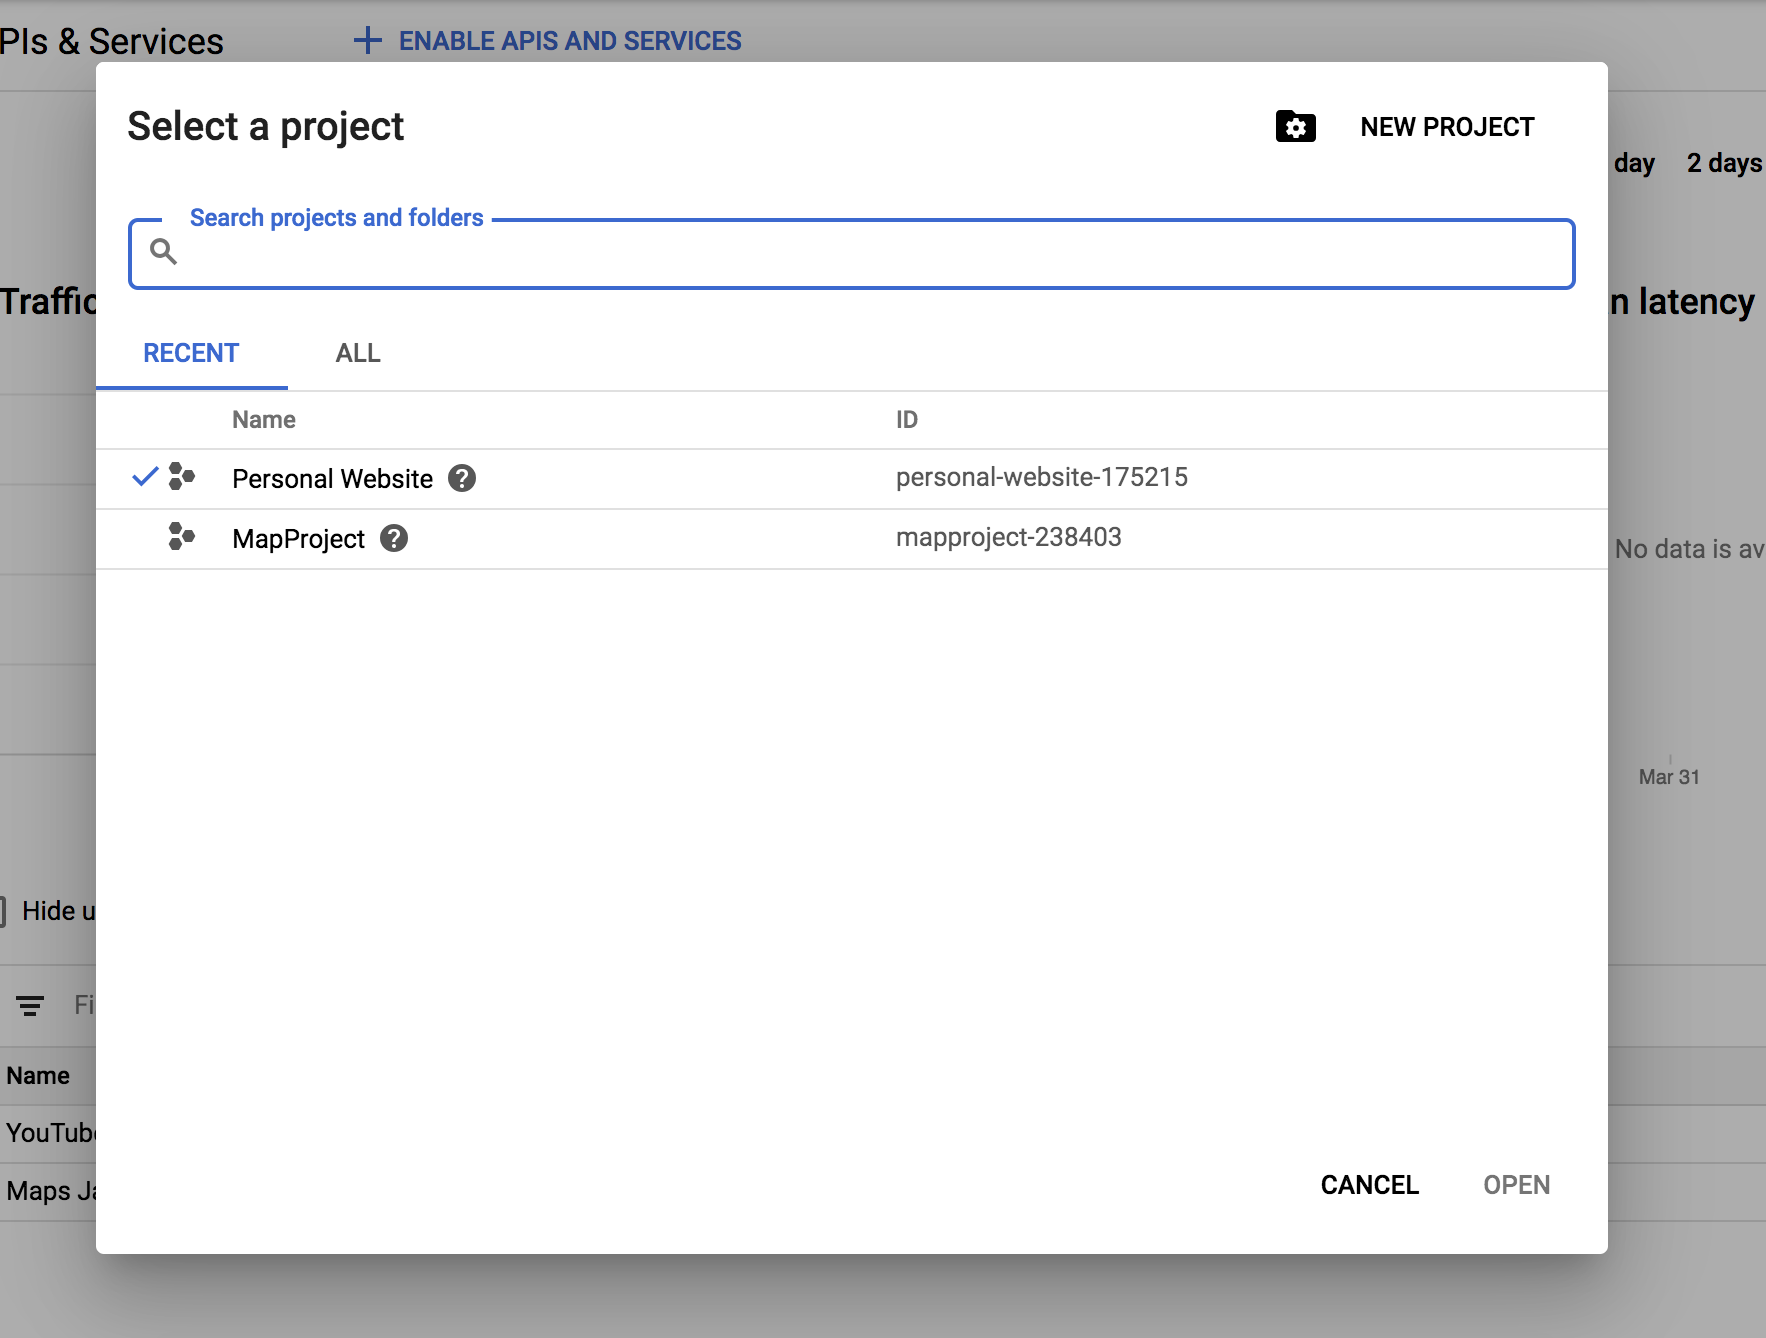 PIs & Services
ENABLE APIS AND SERVICES
Select a project
NEW PROJECT
day 2 days
Search projects and folders
Traffic
n latency
RECENT ALL
Name ID
Personal Website personal-website-175215
MapProject mapproject-238403
No data is av
Mar 31
Hide u
Fi
Name
YouTube
Maps Ja
CANCEL OPEN